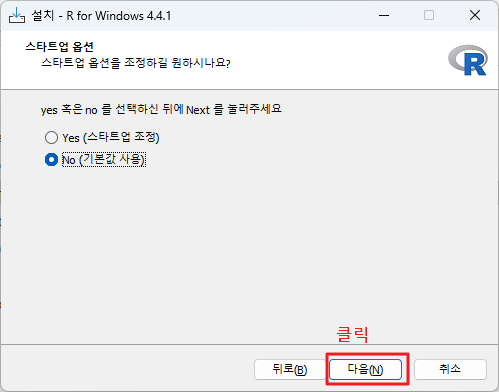 설치 - R for Windows 4.4.1
스타트업 옵션
스타트업 옵션을 조정하길 원하시나요?
R
yes 혹은 no 를 선택하신 뒤에 Next 를 눌러주세요
Yes (스타트업 조정)
No (기본값 사용)
클릭
뒤로(B) 다음(N) 취소